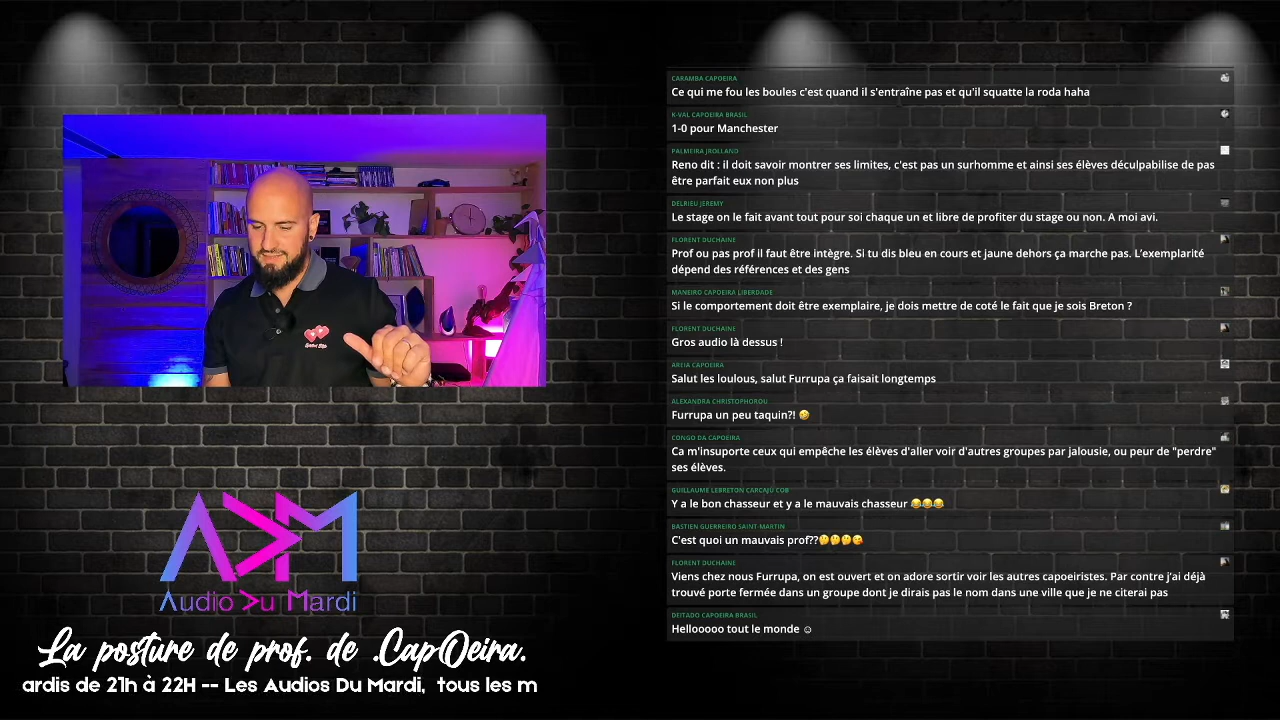 CARAMBA CAPOEIRA
Ce qui me fou les boules c'est quand il s'entraîne pas et qu'il squatte la roda haha
K-VAL CAPOEIRA BRASIL
1-0 pour Manchester
PALMEIRA JROLLAND
Reno dit : il doit savoir montrer ses limites, c'est pas un surhomme et ainsi ses élèves déculpabilise de pas
être parfait eux non plus
DELRIEU JEREMY
Le stage on le fait avant tout pour soi chaque un et libre de profiter du stage ou non. A moi avi.
FLORENT DUCHAINE
Prof ou pas prof il faut être intègre. Si tu dis bleu en cours et jaune dehors ça marche pas. L'exemplarité
dépend des références et des gens
MANEIRO CAPOEIRA LIBERDADE
Si le comportement doit être exemplaire, je dois mettre de coté le fait que je sois Breton ?
FLORENT DUCHAINE
Gros audio là dessus !
AREIA CAPOEIRA
Salut les loulous, salut Furrupa ça faisait longtemps
ALEXANDRA CHRISTOPHOROU
Furrupa un peu taquin?! 🤣
CONGO DA CAPOEIRA
Ca m'insuporte ceux qui empêche les élèves d'aller voir d'autres groupes par jalousie, ou peur de "perdre"
ses élèves.
GUILLAUME LEBRETON CARCAJÚ COB
Y a le bon chasseur et y a le mauvais chasseur 😂😂😂
BASTIEN GUERREIRO SAINT-MARTIN
C'est quoi un mauvais prof??🤔🤔🤔😋
FLORENT DUCHAINE
Viens chez nous Furrupa, on est ouvert et on adore sortir voir les autres capoeiristes. Par contre j'ai déjà
trouvé porte fermée dans un groupe dont je dirais pas le nom dans une ville que je ne citerai pas
DEITADO CAPOEIRA BRASIL
Hellooooo tout le monde ☺
ADM
Audio Du Mardi
La posture de prof. de .CapOeira.
ardis de 21h à 22H -- Les Audios Du Mardi, tous les m